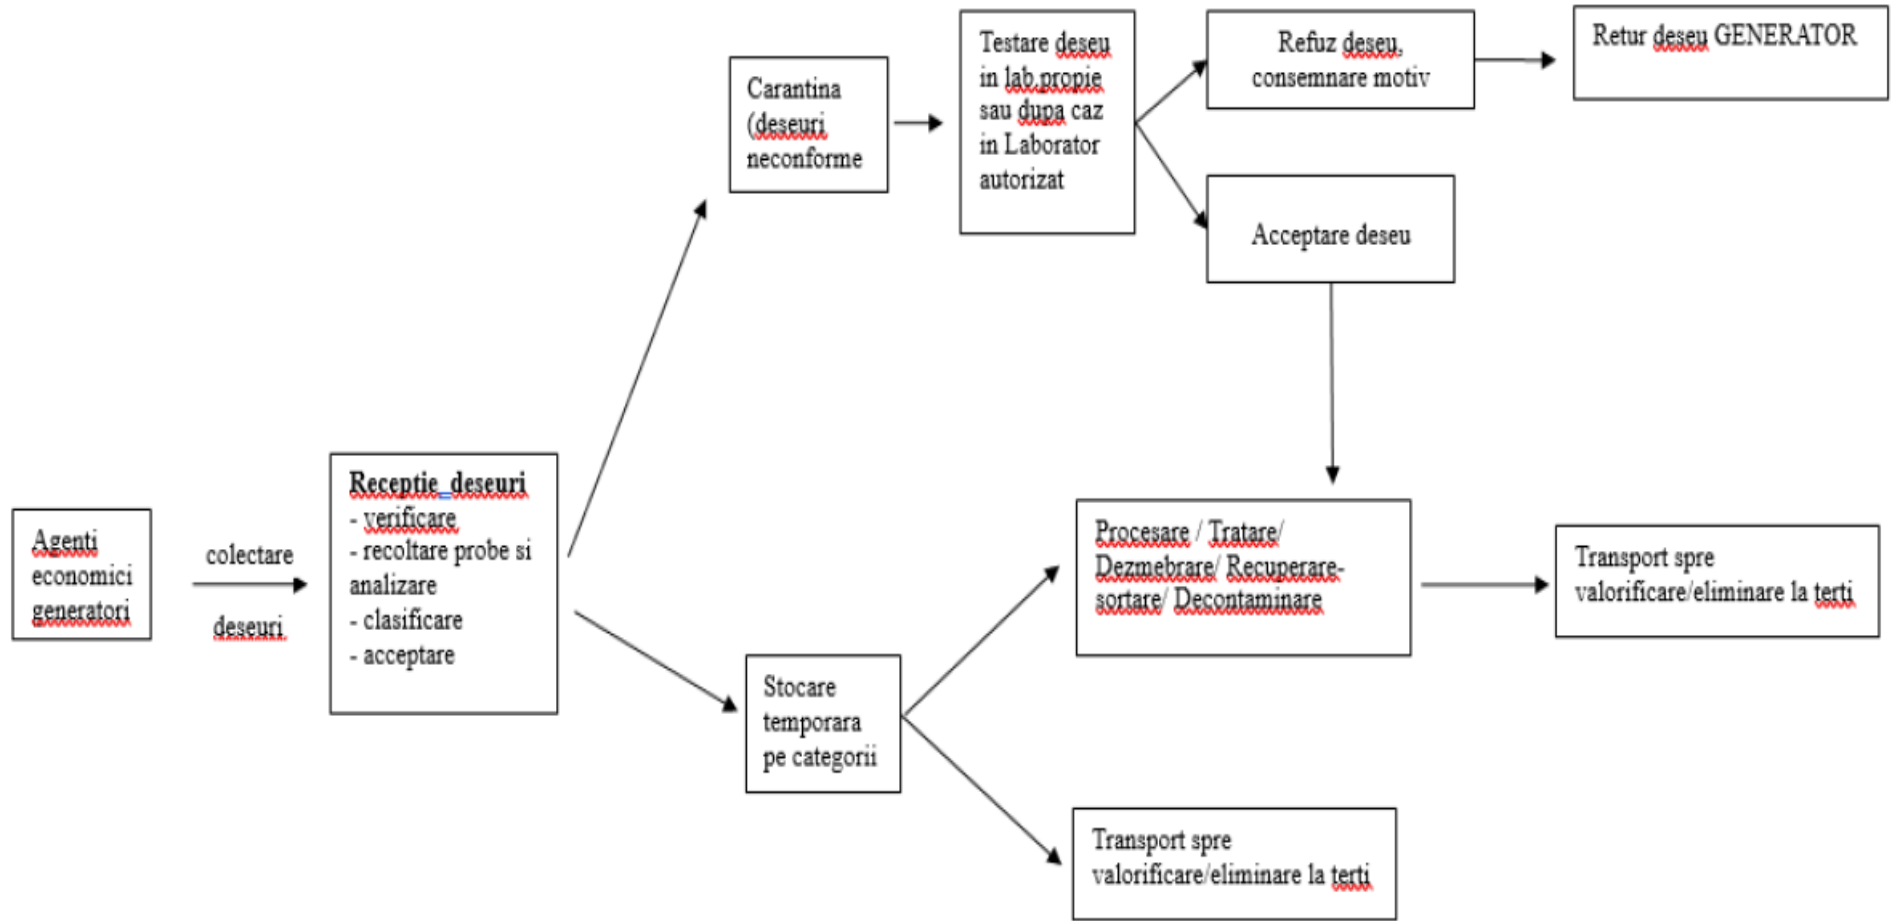 Agenti
economici
generatori
colectare
deseuri
Receptie deseuri
- verificare
- recoltare probe si
analizare
- clasificare
- acceptare
Carantina
(deseuri
neconforme
Testare deseu
in lab.propie
sau dupa caz
in Laborator
autorizat
Refuz deseu,
consemnare motiv
Retur deseu GENERATOR
Acceptare deseu
Stocare
temporara
pe categorii
Procesare / Tratare/
Dezmebrare/ Recuperare-
sortare/ Decontaminare
Transport spre
valorificare/eliminare la terti
Transport spre
valorificare/eliminare la terti